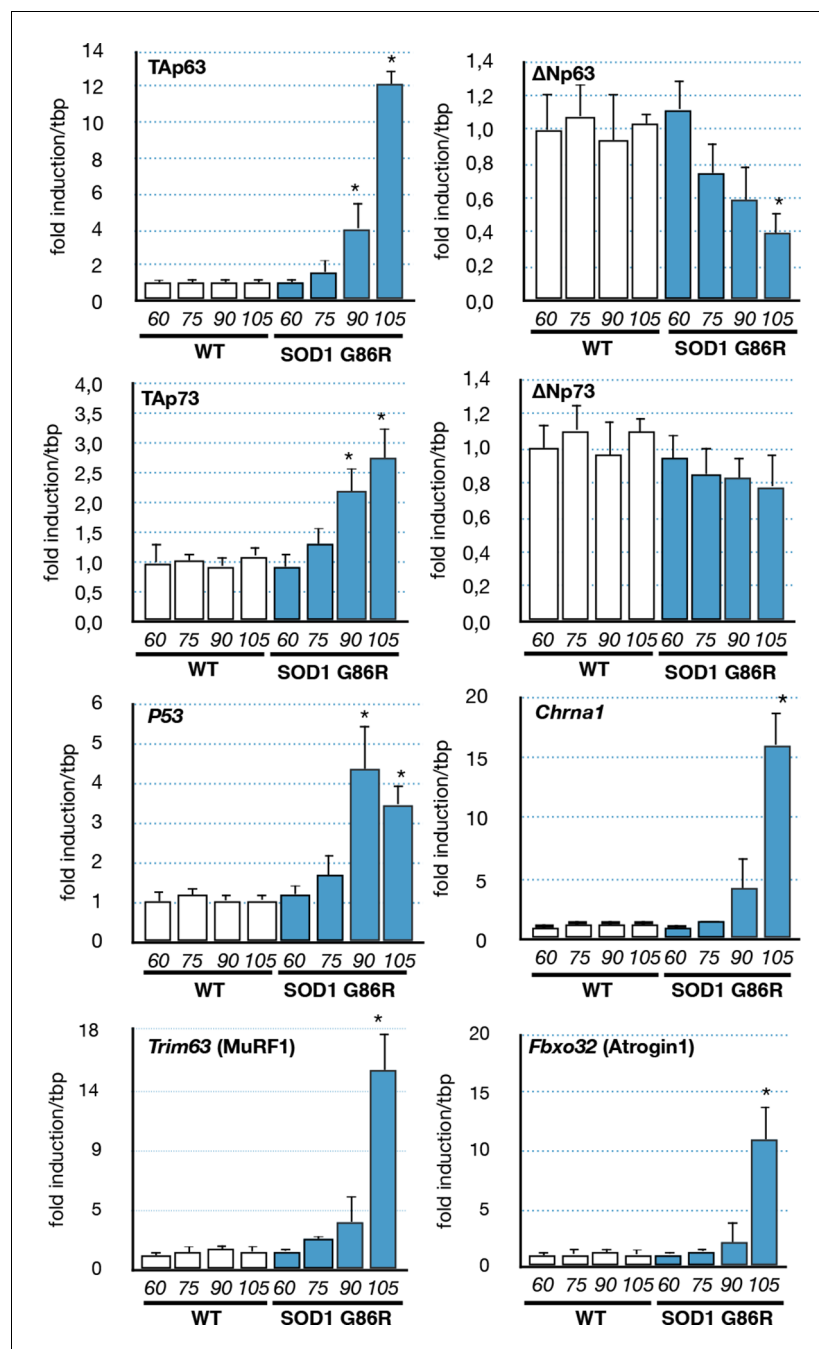 TAp63
fold induction/tbp
14
12
10
8
6
4
2
0
*
*
60 75 90 105 60 75 90 105
WT SOD1 G86R
ΔNp63
fold induction/tbp
1,4
1,2
1,0
0,8
0,6
0,4
0,2
0,0
*
60 75 90 105 60 75 90 105
WT SOD1 G86R
TAp73
fold induction/tbp
4,0
3,5
3,0
2,5
2,0
1,5
1,0
0,5
0,0
*
*
60 75 90 105 60 75 90 105
WT SOD1 G86R
ΔNp73
fold induction/tbp
1,4
1,2
1,0
0,8
0,6
0,4
0,2
0,0
60 75 90 105 60 75 90 105
WT SOD1 G86R
P53
fold induction/tbp
6
5
4
3
2
1
0
*
*
60 75 90 105 60 75 90 105
WT SOD1 G86R
Chrna1
fold induction/tbp
20
15
10
5
0
*
60 75 90 105 60 75 90 105
WT SOD1 G86R
Trim63 (MuRF1)
fold induction/tbp
18
14
9
5
0
*
60 75 90 105 60 75 90 105
WT SOD1 G86R
Fbxo32 (Atrogin1)
fold induction/tbp
20
15
10
5
0
*
60 75 90 105 60 75 90 105
WT SOD1 G86R